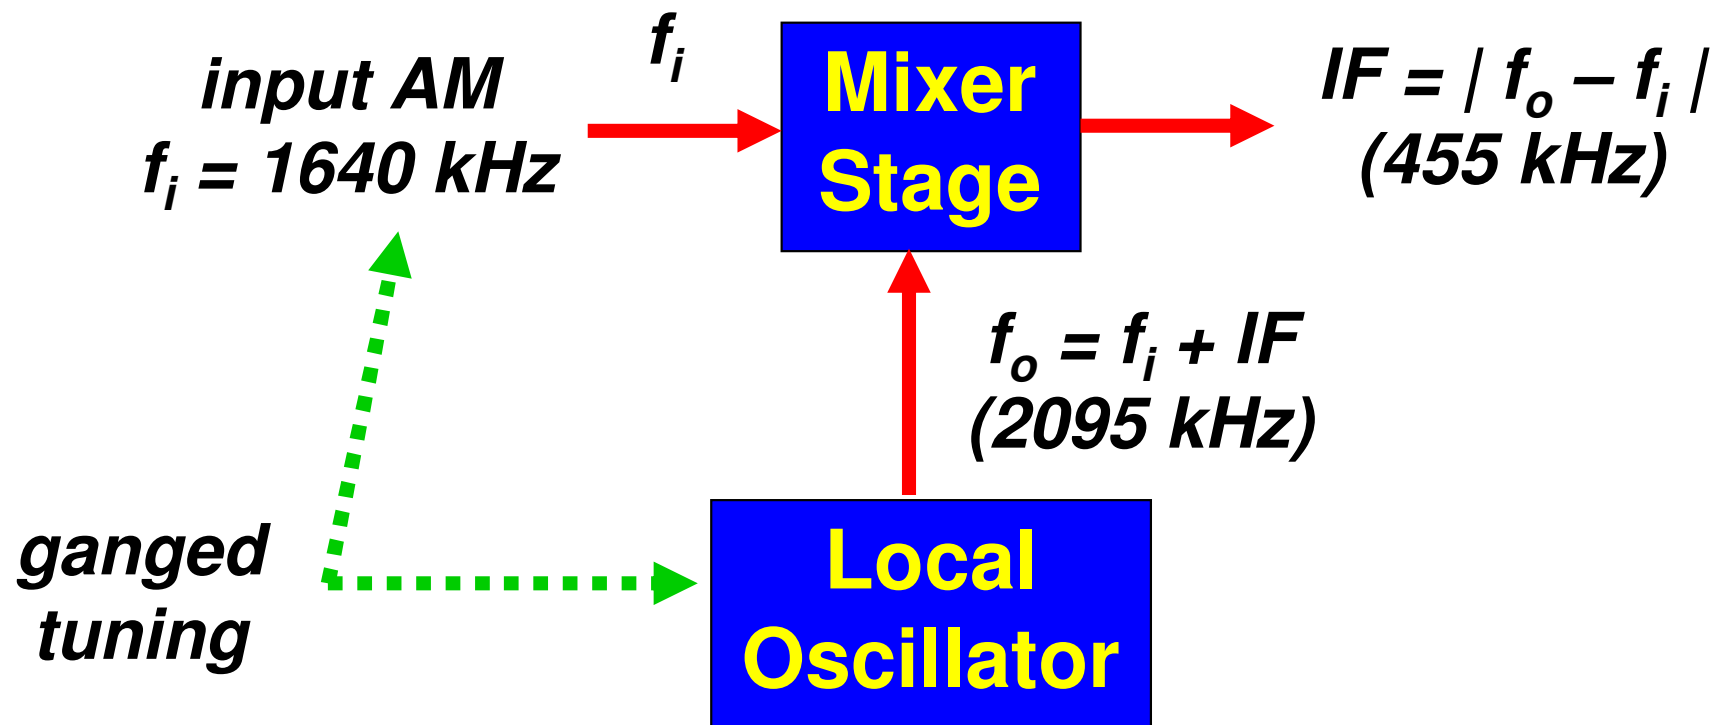 input AM
fi = 1640 kHz
fi
Mixer
Stage
IF = | fo – fi |
(455 kHz)
fo = fi + IF
(2095 kHz)
ganged
tuning
Local
Oscillator